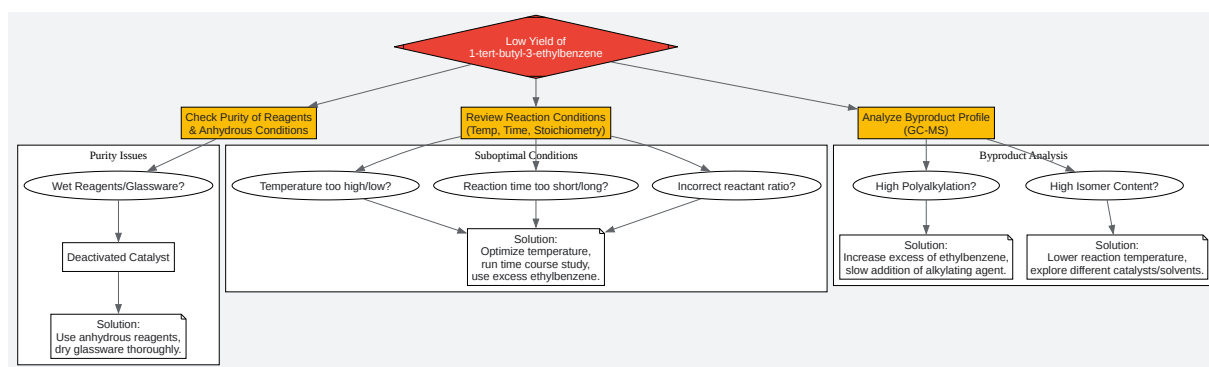 Low Yield of
1-tert-butyl-3-ethylbenzene
Check Purity of Reagents
& Anhydrous Conditions
Review Reaction Conditions
(Temp, Time, Stoichiometry)
Analyze Byproduct Profile
(GC-MS)
Purity Issues
Wet Reagents/Glassware?
Deactivated Catalyst
Solution:
Use anhydrous reagents,
dry glassware thoroughly.
Suboptimal Conditions
Temperature too high/low?
Reaction time too short/long?
Incorrect reactant ratio?
Solution:
Optimize temperature,
run time course study,
use excess ethylbenzene.
Byproduct Analysis
High Polyalkylation?
High Isomer Content?
Solution:
Increase excess of ethylbenzene,
slow addition of alkylating agent.
Solution:
Lower reaction temperature,
explore different catalysts/solvents.